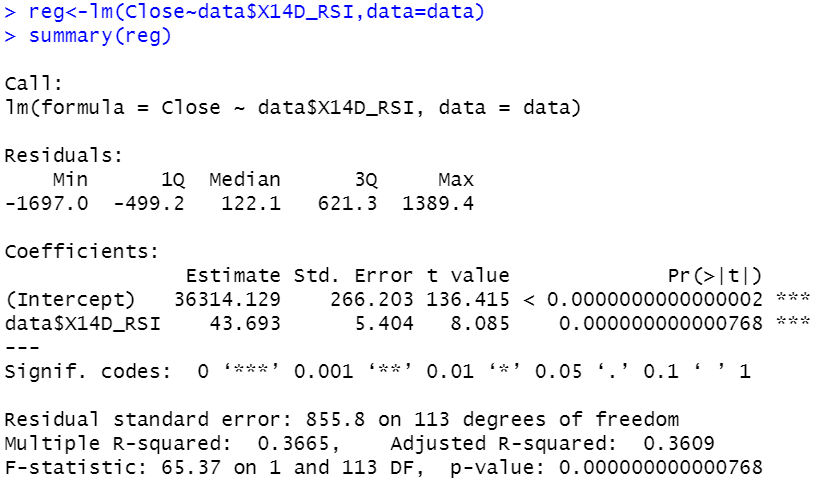 > reg<-lm(Close~data$X14D_RSI,data=data)
> summary(reg)
Call:
lm(formula = Close ~ data$X14D_RSI, data = data)
Residuals:
    Min      1Q  Median      3Q     Max
-1697.0  -499.2   122.1   621.3  1389.4
Coefficients:
              Estimate Std. Error t value             Pr(>|t|)
(Intercept)  36314.129    266.203 136.415 < 0.0000000000000002 ***
data$X14D_RSI   43.693      5.404   8.085    0.000000000000768 ***
---
Signif. codes:  0 ‘***’ 0.001 ‘**’ 0.01 ‘*’ 0.05 ‘.’ 0.1 ‘ ’ 1
Residual standard error: 855.8 on 113 degrees of freedom
Multiple R-squared:  0.3665,    Adjusted R-squared:  0.3609
F-statistic: 65.37 on 1 and 113 DF,  p-value: 0.000000000000768